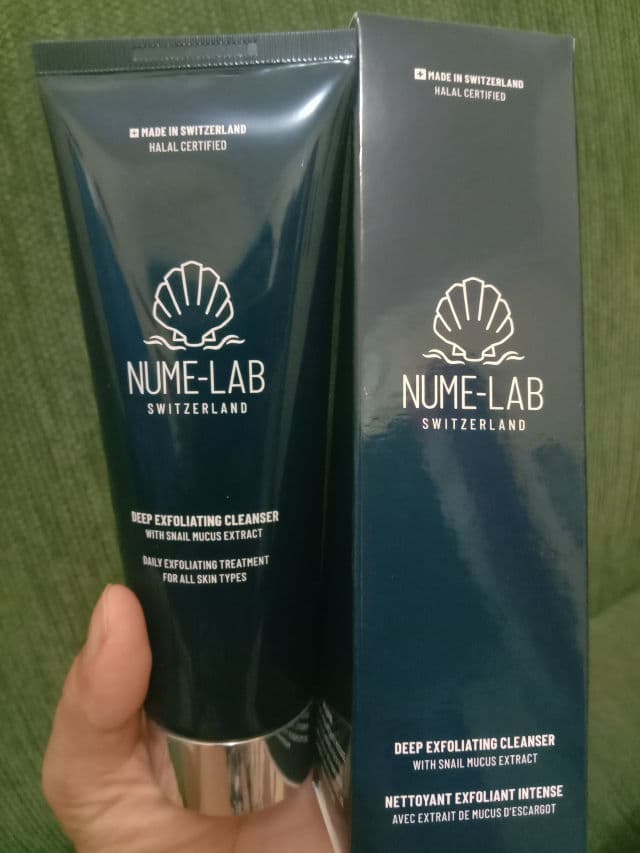 MADE IN SWITZERLAND
HALAL CERTIFIED
NUME-LAB
SWITZERLAND
DEEP EXFOLIATING CLEANSER
WITH SNAIL MUCUS EXTRACT
DAILY EXFOLIATING TREATMENT
FOR ALL SKIN TYPES
MADE IN SWITZERLAND
HALAL CERTIFIED
NUME-LAB
SWITZERLAND
DEEP EXFOLIATING CLEANSER
WITH SNAIL MUCUS EXTRACT
NETTOYANT EXFOLIANT INTENSE
AVEC EXTRAIT DE MUCUS D'ESCARGOT